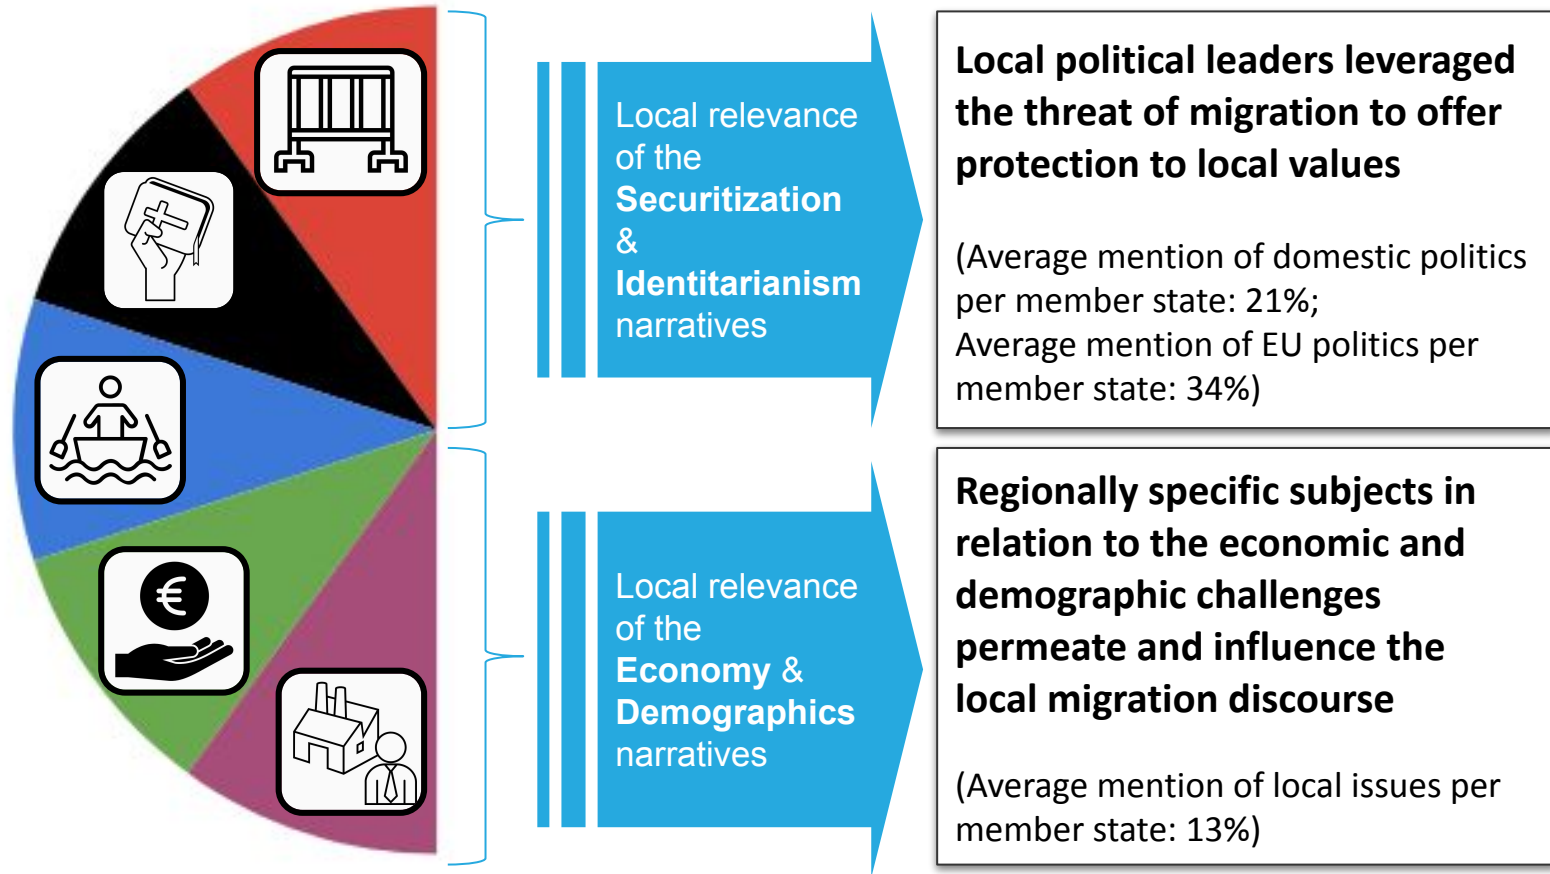 Local relevance
of the
Securitization
&
Identitarianism
narratives
Local political leaders leveraged
the threat of migration to offer
protection to local values
(Average mention of domestic politics
per member state: 21%;
Average mention of EU politics per
member state: 34%)
€
Local relevance
of the
Economy &
Demographics
narratives
Regionally specific subjects in
relation to the economic and
demographic challenges
permeate and influence the
local migration discourse
(Average mention of local issues per
member state: 13%)